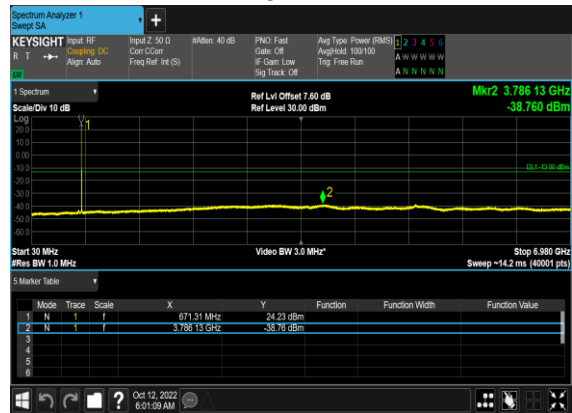 Spectrum Analyzer 1
Swept SA
+
KEYSIGHT Input: RF Input Z: 50 Ω #Atten: 40 dB PNO: Fast Avg Type: Power (RMS) 1 2 3 4 5 6
R T Coupling: DC Corr CCorr Gate: Off Avg|Hold: 100/100 A W W W W W
Align: Auto Freq Ref: Int (S) IF Gain: Low Trig: Free Run
Sig Track: Off A N N N N N
1 Spectrum
Scale/Div 10 dB
Ref Lvl Offset 7.60 dB
Ref Level 30.00 dBm
Mkr2 3.786 13 GHz
-38.760 dBm
Log
1
20.0
10.0
0.00
-10.0
DL1 -13.00 dBm
-20.0
-30.0
2
-40.0
-50.0
-60.0
Start 30 MHz Video BW 3.0 MHz* Stop 6.980 GHz
#Res BW 1.0 MHz Sweep ~14.2 ms (40001 pts)
5 Marker Table
Mode Trace Scale X Y Function Function Width Function Value
1 N 1 f 671.31 MHz 24.23 dBm
2 N 1 f 3.786 13 GHz -38.76 dBm
3
4
5
6
? Oct 12, 2022
6:01:09 AM